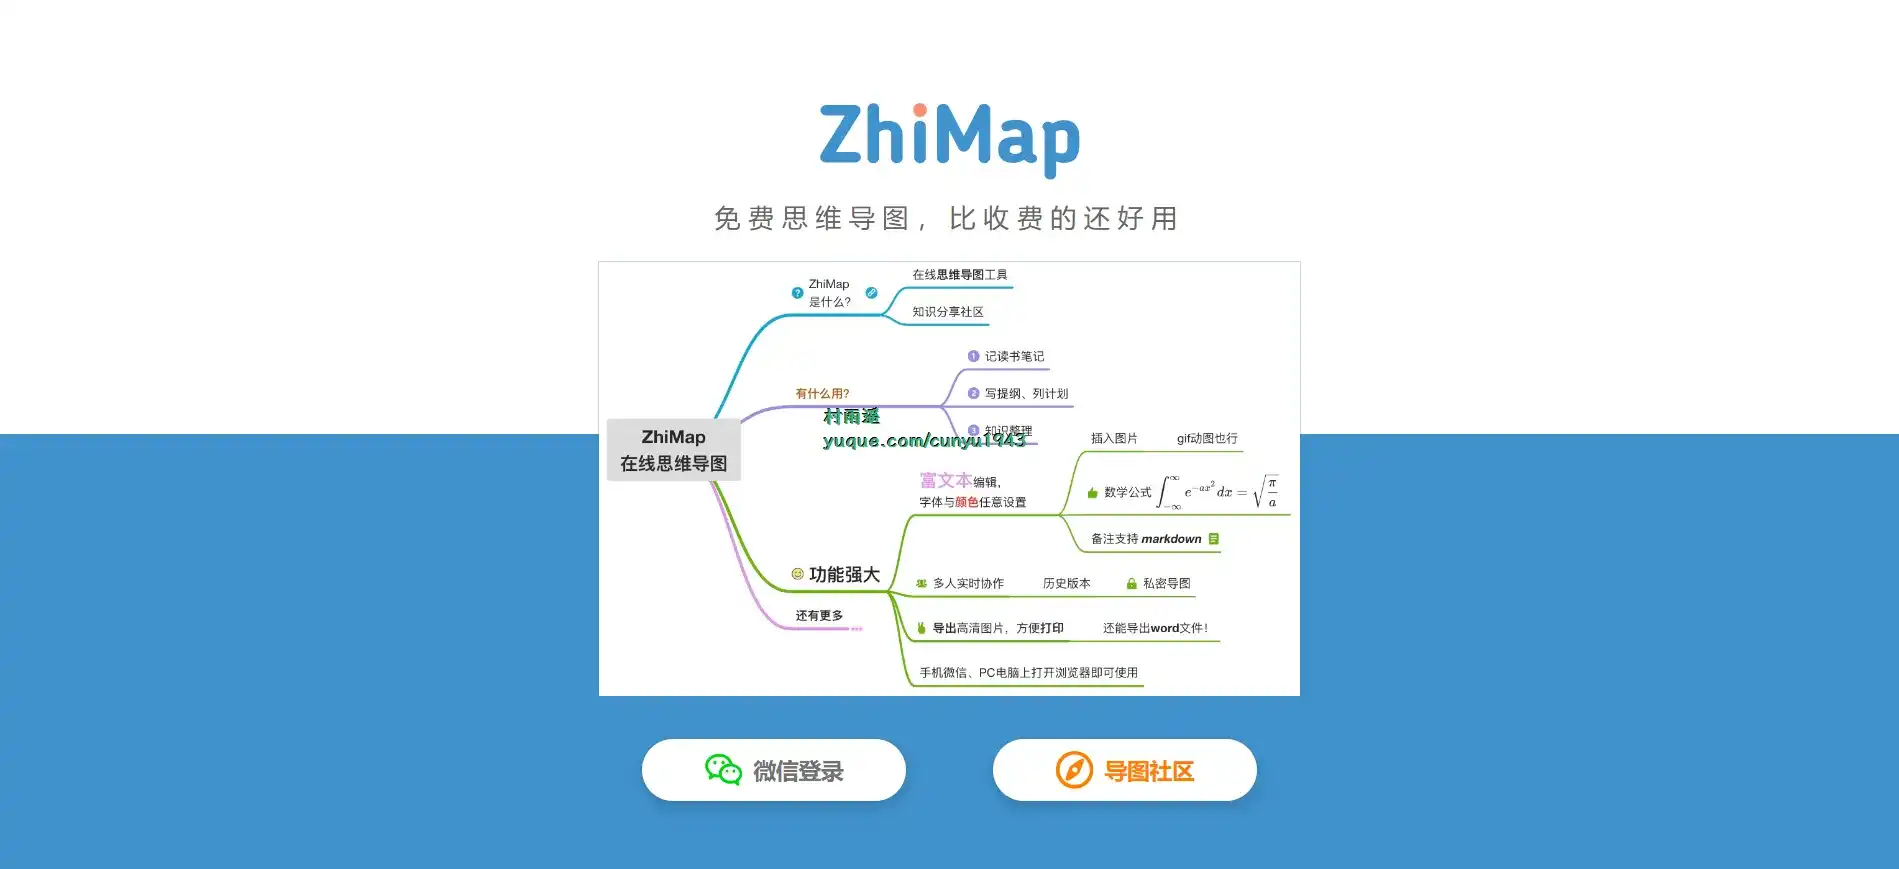 ZhiMap
免费思维导图，比收费的还好用
ZhiMap
是什么?
在线思维导图工具
知识分享社区
有什么用?
记读书笔记
写提纲、列计划
知识整理
村雨遥
yuque.com/cunyu1943
ZhiMap
在线思维导图
富文本编辑,
字体与颜色任意设置
插入图片 gif动图也行
数学公式 ∫_{-∞}^{∞} e^{-ax²}dx = √(π/a)
备注支持 markdown
功能强大
多人实时协作 历史版本 私密导图
导出高清图片，方便打印 还能导出word文件!
手机微信、PC电脑上打开浏览器即可使用
还有更多
微信登录
导图社区